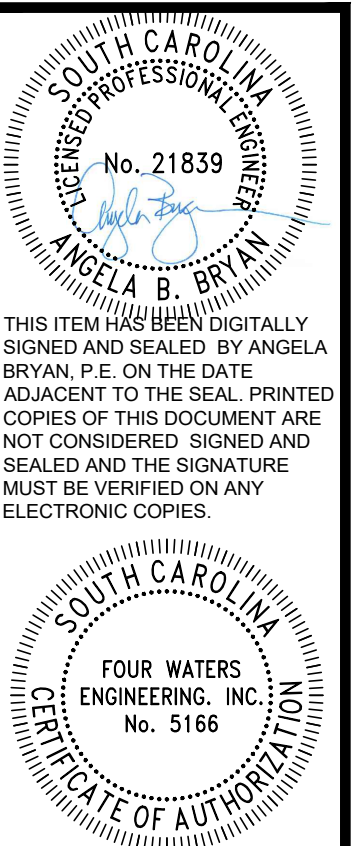 SOUTH CAROLINA
LICENSED PROFESSIONAL ENGINEER
No. 21839
Angela Bryan
ANGELA B. BRYAN
THIS ITEM HAS BEEN DIGITALLY
SIGNED AND SEALED BY ANGELA
BRYAN, P.E. ON THE DATE
ADJACENT TO THE SEAL. PRINTED
COPIES OF THIS DOCUMENT ARE
NOT CONSIDERED SIGNED AND
SEALED AND THE SIGNATURE
MUST BE VERIFIED ON ANY
ELECTRONIC COPIES.
SOUTH CAROLINA
FOUR WATERS
ENGINEERING. INC.
No. 5166
CERTIFICATE OF AUTHORIZATION